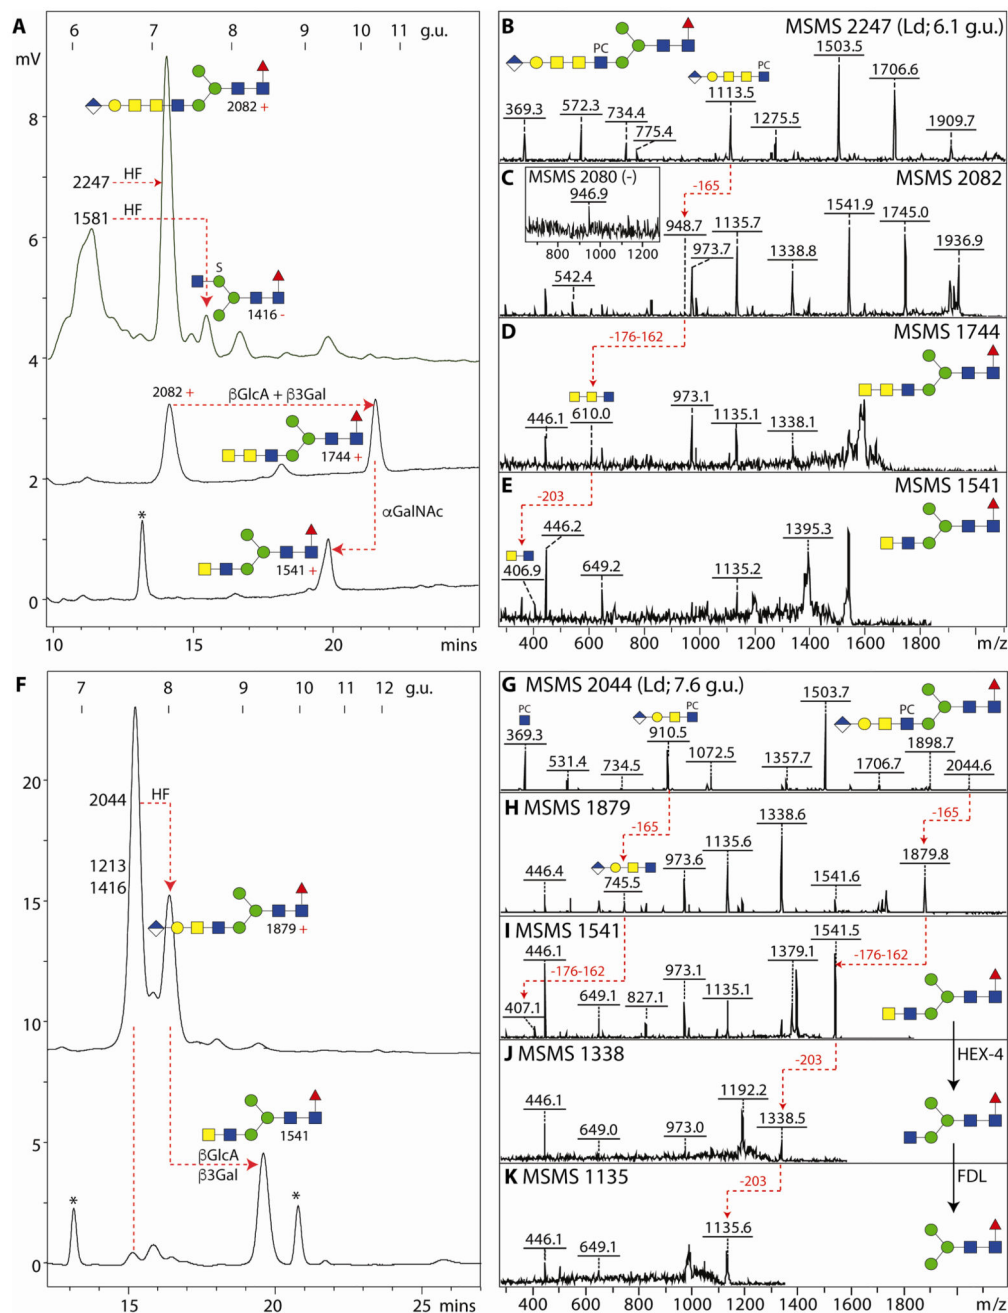 A
6 7 8 9 10 11 g.u.
mV
8
2082 +
HF
2247
HF
1581
6
S
1416 -
4
2082 +
βGlcA + β3Gal
1744 +
2
αGalNAc
*
1541 +
0
10 15 20
mins
B MSMS 2247 (Ld; 6.1 g.u.)
PC
PC
369.3 572.3 734.4 775.4 1113.5 1275.5 1503.5 1706.6 1909.7
-165
C MSMS 2082
MSMS 2080 (-)
946.9
800 1000 1200
542.4 948.7 973.7 1135.7 1338.8 1541.9 1745.0 1936.9
-176-162
D MSMS 1744
446.1 610.0 973.1 1135.1 1338.1
-203
E MSMS 1541
406.9 446.2 649.2 1135.2 1395.3
400 600 800 1000 1200 1400 1600 1800 m/z
F
7 8 9 10 11 12 g.u.
20
2044
HF
1213
1416
15
1879 +
10
5
1541
βGlcA
β3Gal
*
*
0
15 20 25
mins
G MSMS 2044 (Ld; 7.6 g.u.)
PC
PC
PC
369.3 531.4 734.5 910.5 1072.5 1357.7 1503.7 1706.7 1898.7 2044.6
-165
-165
H MSMS 1879
446.4 745.5 973.6 1135.6 1338.6 1541.6 1879.8
-176-162
-176-162
I MSMS 1541
407.1 446.1 649.1 827.1 973.1 1135.1 1379.1 1541.5
-203
HEX-4
J MSMS 1338
446.1 649.0 973.0 1192.2 1338.5
-203
FDL
K MSMS 1135
446.1 649.1 1135.6
400 600 800 1000 1200 1400 1600 1800 m/z